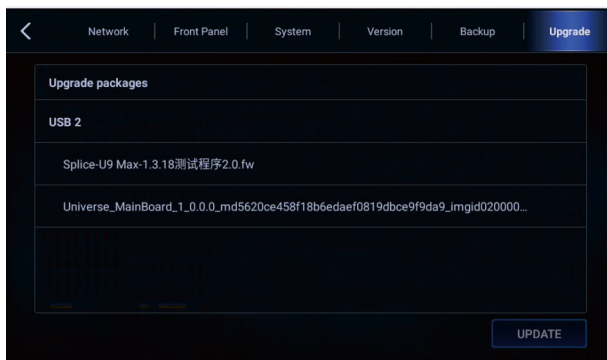 Network Front Panel System Version Backup Upgrade
Upgrade packages
USB 2
Splice-U9 Max-1.3.18测试程序2.0.fw
Universe_MainBoard_1_0.0.0_md5620ce458f18b6edaef0819dbce9f9da9_imgid020000...
UPDATE